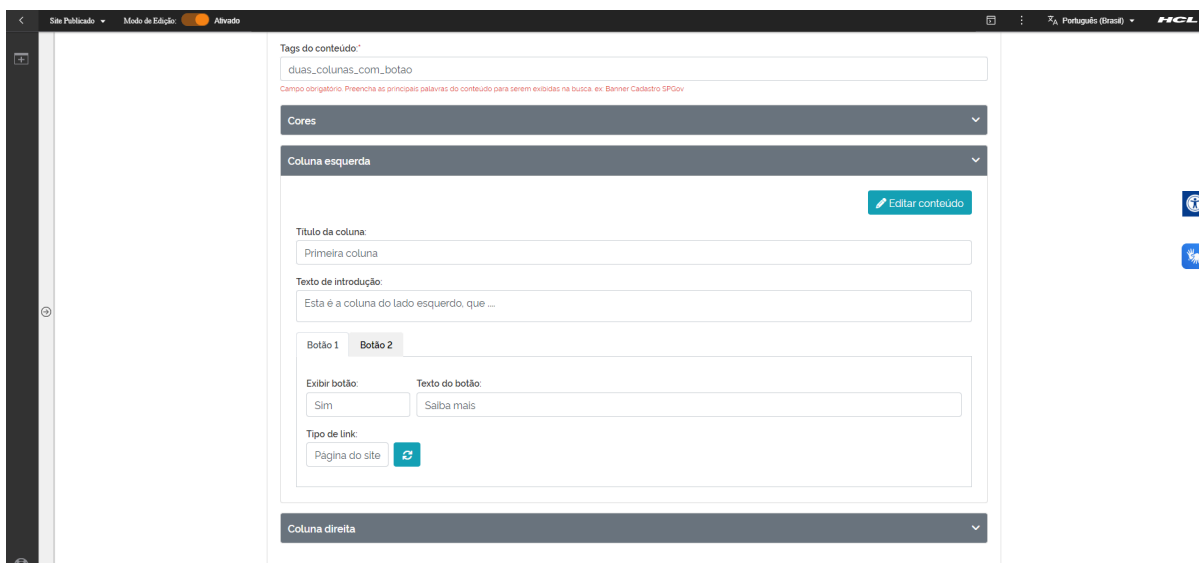 Site Publicado Modo de Edição: Ativado Português (Brasil) HCL
Tags do conteúdo:*
duas_colunas_com_botao
Campo obrigatório. Preencha as principais palavras do conteúdo para serem exibidas na busca. ex: Banner Cadastro SPGov
Cores
Coluna esquerda
Editar conteúdo
Título da coluna:
Primeira coluna
Texto de introdução:
Esta é a coluna do lado esquerdo, que ....
Botão 1 Botão 2
Exibir botão: Texto do botão:
Sim Saiba mais
Tipo de link:
Página do site
Coluna direita